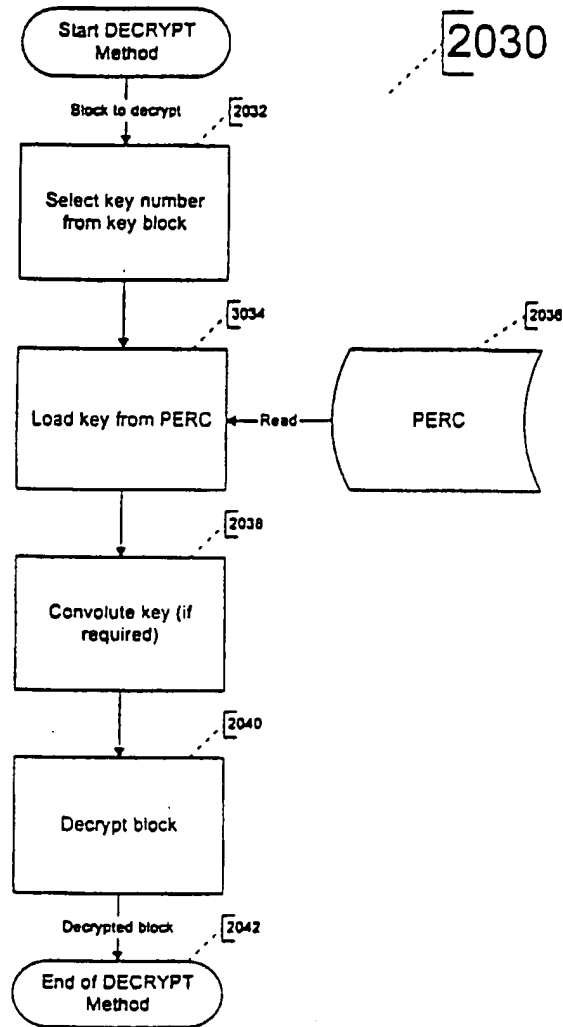 Start DECRYPT
Method
2030
Block to decrypt
2032
Select key number
from key block
3034
2036
Load key from PERC
Read
PERC
2038
Convolute key (if
required)
2040
Decrypt block
Decrypted block
2042
End of DECRYPT
Method